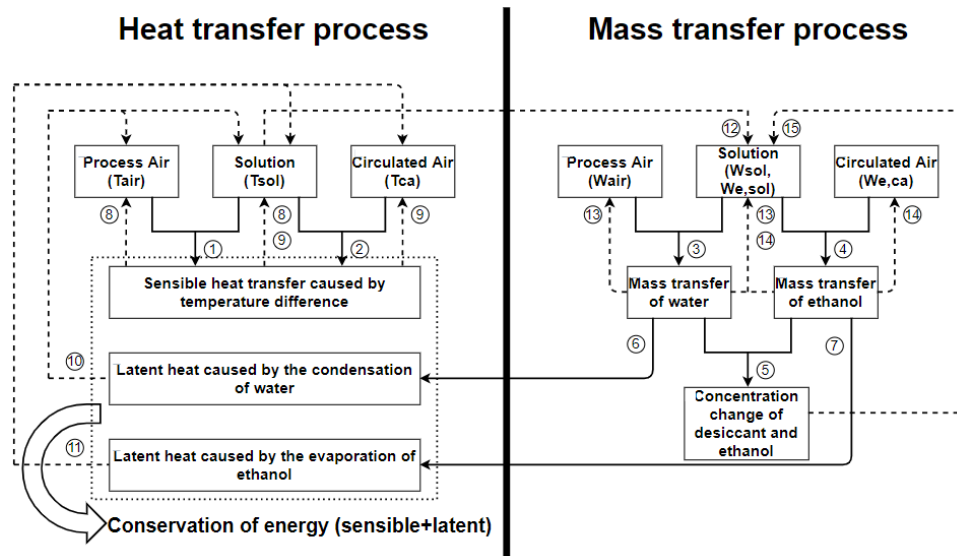 Heat transfer process
Mass transfer process
⑫
⑮
Process Air
(Tair)
Solution
(Tsol)
Circulated Air
(Tca)
Process Air
(Wair)
Solution
(Wsol,
We,sol)
Circulated Air
(We,ca)
⑧
⑧
⑨
⑨
⑬
⑬
⑭
⑭
①
②
③
④
Sensible heat transfer caused by
temperature difference
Mass transfer
of water
Mass transfer
of ethanol
⑥
⑦
⑩
⑤
Latent heat caused by the condensation
of water
Concentration
change of
desiccant and
ethanol
⑪
Latent heat caused by the evaporation of
ethanol
Conservation of energy (sensible+latent)